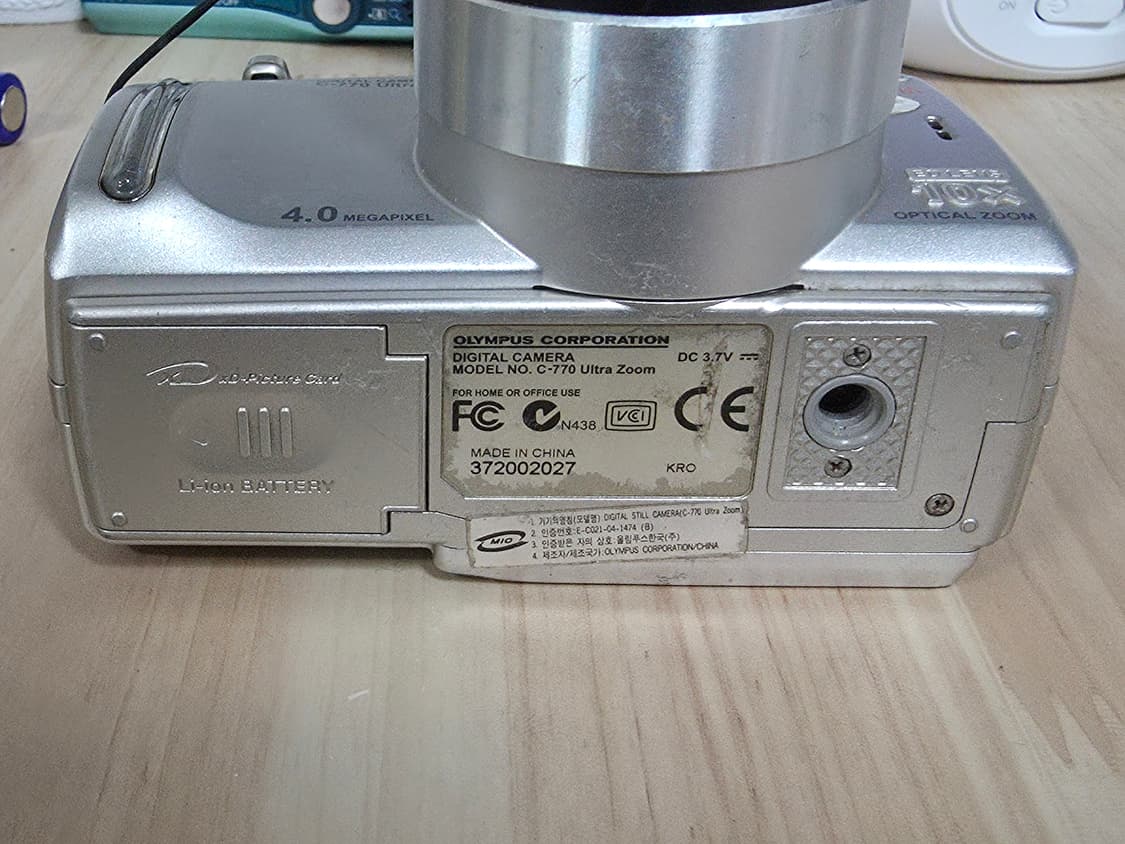 ON
4.0 MEGAPIXEL
10x
OPTICAL ZOOM
xD-Picture Card
Li-ion BATTERY
OLYMPUS CORPORATION
DIGITAL CAMERA DC 3.7V
MODEL NO. C-770 Ultra Zoom
FOR HOME OR OFFICE USE
FC N438 VCI CE
MADE IN CHINA
372002027 KRO
MIC
1. 기기의명칭(모델명) DIGITAL STILL CAMERA(C-770 Ultra Zoom)
2. 인증번호:E-C021-04-1474 (B)
3. 인증받은 자의 상호:올림푸스한국(주)
4. 제조자/제조국가:OLYMPUS CORPORATION/CHINA